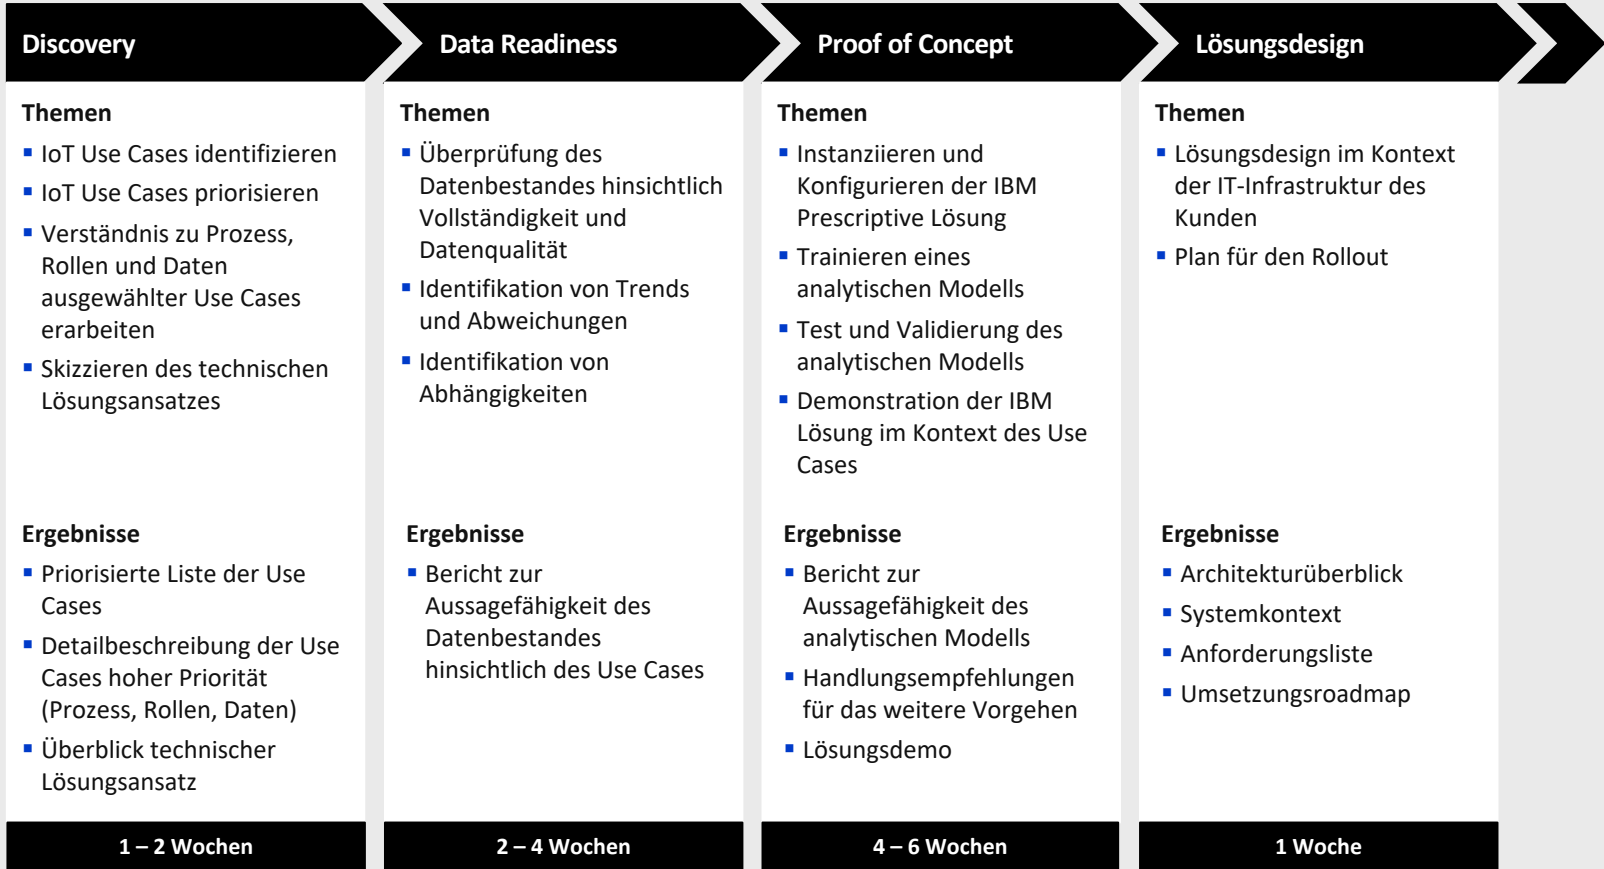 Discovery
Data Readiness
Proof of Concept
Lösungsdesign
Themen
IoT Use Cases identifizieren
IoT Use Cases priorisieren
Verständnis zu Prozess,
Rollen und Daten
ausgewählter Use Cases
erarbeiten
Skizzieren des technischen
Lösungsansatzes
Ergebnisse
Priorisierte Liste der Use
Cases
Detailbeschreibung der Use
Cases hoher Priorität
(Prozess, Rollen, Daten)
Überblick technischer
Lösungsansatz
1 – 2 Wochen
Themen
Überprüfung des
Datenbestandes hinsichtlich
Vollständigkeit und
Datenqualität
Identifikation von Trends
und Abweichungen
Identifikation von
Abhängigkeiten
Ergebnisse
Bericht zur
Aussagefähigkeit des
Datenbestandes
hinsichtlich des Use Cases
2 – 4 Wochen
Themen
Instanziieren und
Konfigurieren der IBM
Prescriptive Lösung
Trainieren eines
analytischen Modells
Test und Validierung des
analytischen Modells
Demonstration der IBM
Lösung im Kontext des Use
Cases
Ergebnisse
Bericht zur
Aussagefähigkeit des
analytischen Modells
Handlungsempfehlungen
für das weitere Vorgehen
Lösungsdemo
4 – 6 Wochen
Themen
Lösungsdesign im Kontext
der IT-Infrastruktur des
Kunden
Plan für den Rollout
Ergebnisse
Architekturüberblick
Systemkontext
Anforderungsliste
Umsetzungsroadmap
1 Woche